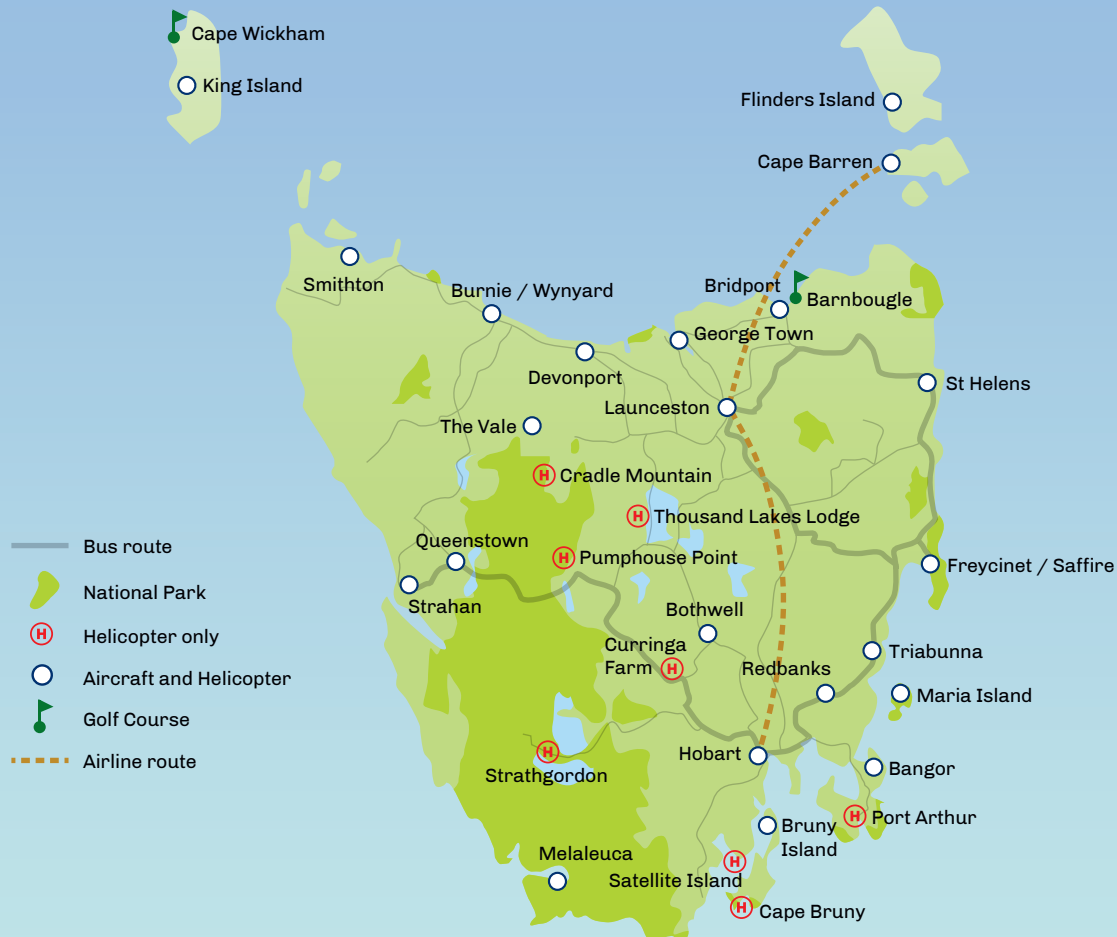 Cape Wickham
King Island
Flinders Island
Cape Barren
Smithton
Burnie / Wynyard
Bridport
Barnbougle
George Town
Devonport
St Helens
Launceston
The Vale
H Cradle Mountain
H Thousand Lakes Lodge
Queenstown
H Pumphouse Point
Freycinet / Saffire
Strahan
Bothwell
Curringa
Farm H
Redbanks
Triabunna
Maria Island
Hobart
H
Strathgordon
Bangor
H Port Arthur
Bruny
Island
Melaleuca
H
Satellite Island
H Cape Bruny
Bus route
National Park
H Helicopter only
Aircraft and Helicopter
Golf Course
Airline route